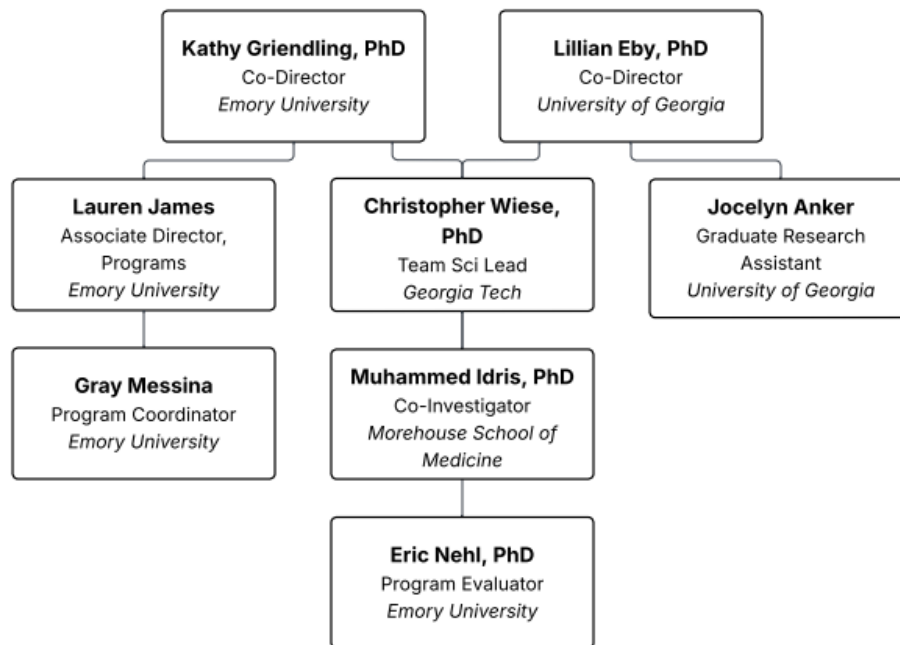 Kathy Griendling, PhD
Co-Director
Emory University
Lillian Eby, PhD
Co-Director
University of Georgia
Lauren James
Associate Director,
Programs
Emory University
Christopher Wiese,
PhD
Team Sci Lead
Georgia Tech
Jocelyn Anker
Graduate Research
Assistant
University of Georgia
Gray Messina
Program Coordinator
Emory University
Muhammed Idris, PhD
Co-Investigator
Morehouse School of
Medicine
Eric Nehl, PhD
Program Evaluator
Emory University